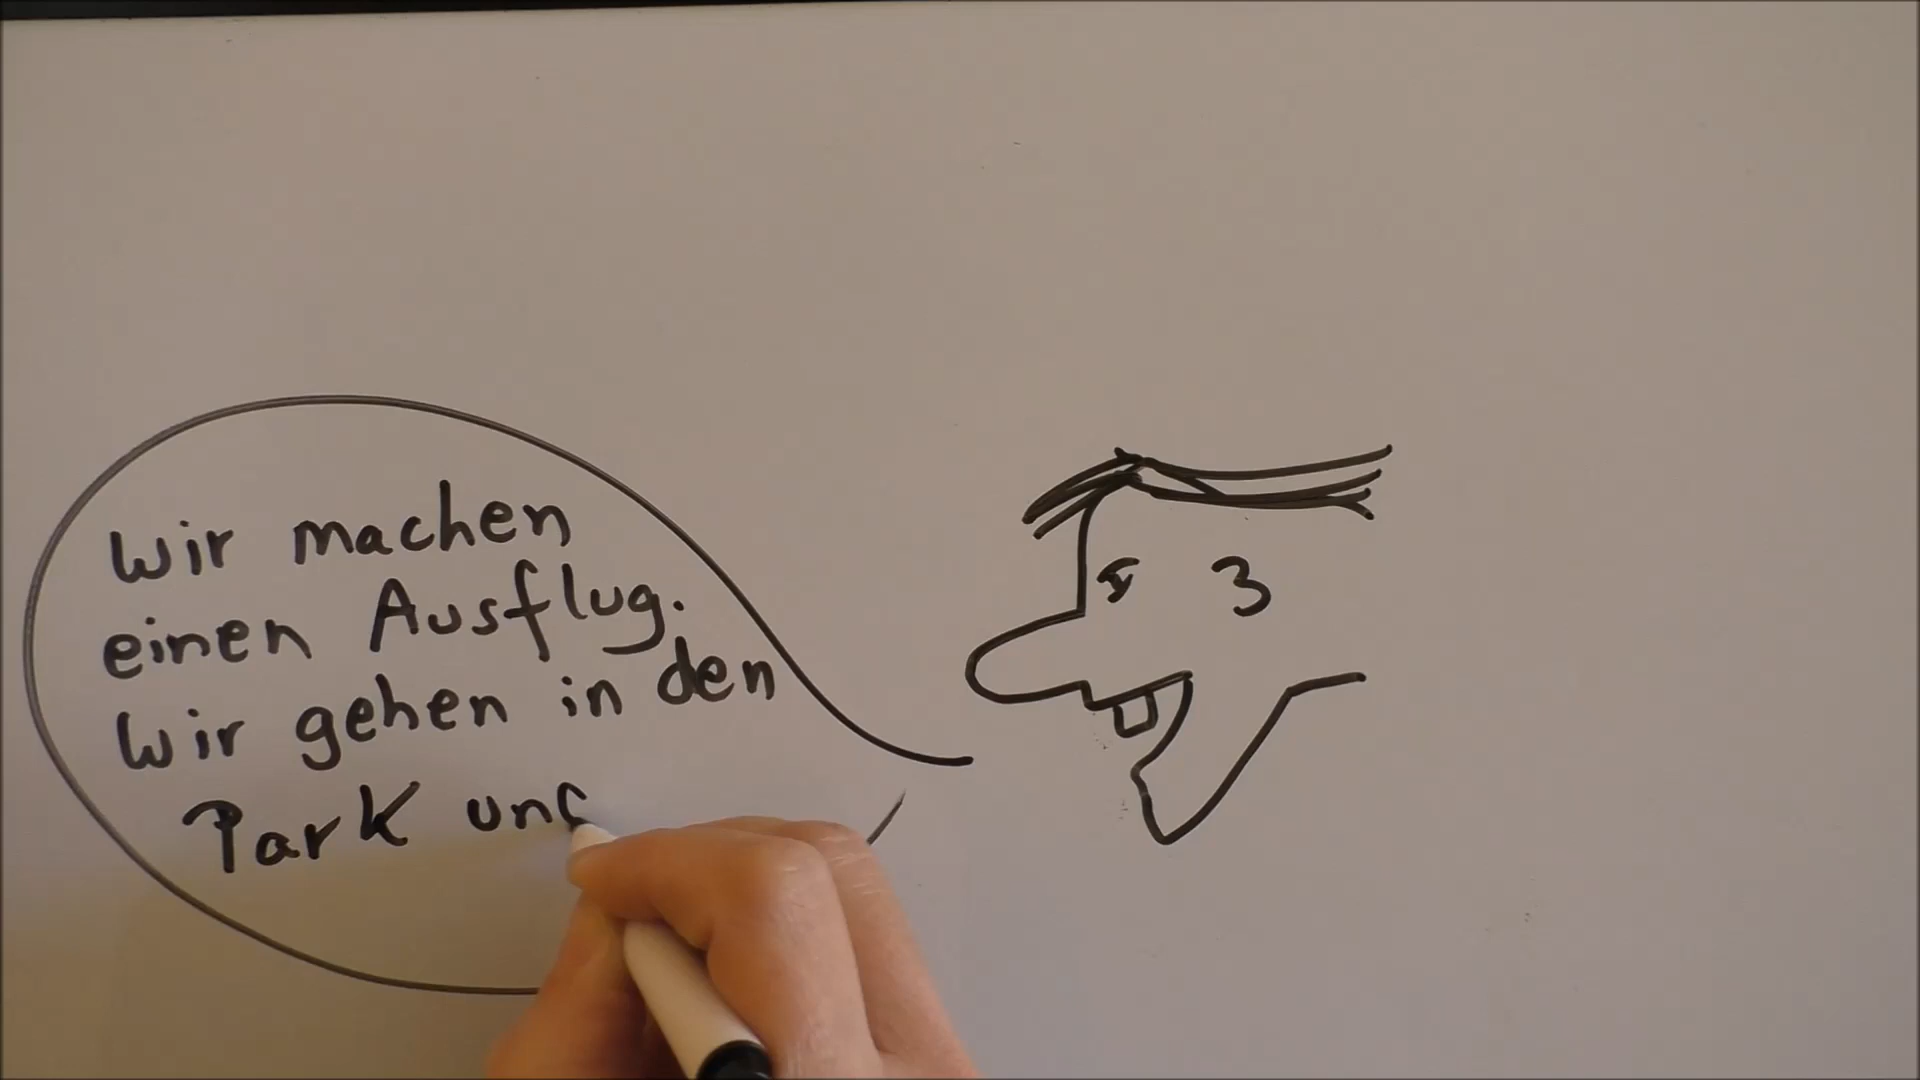 Wir machen
einen Ausflug.
Wir gehen in den
Park